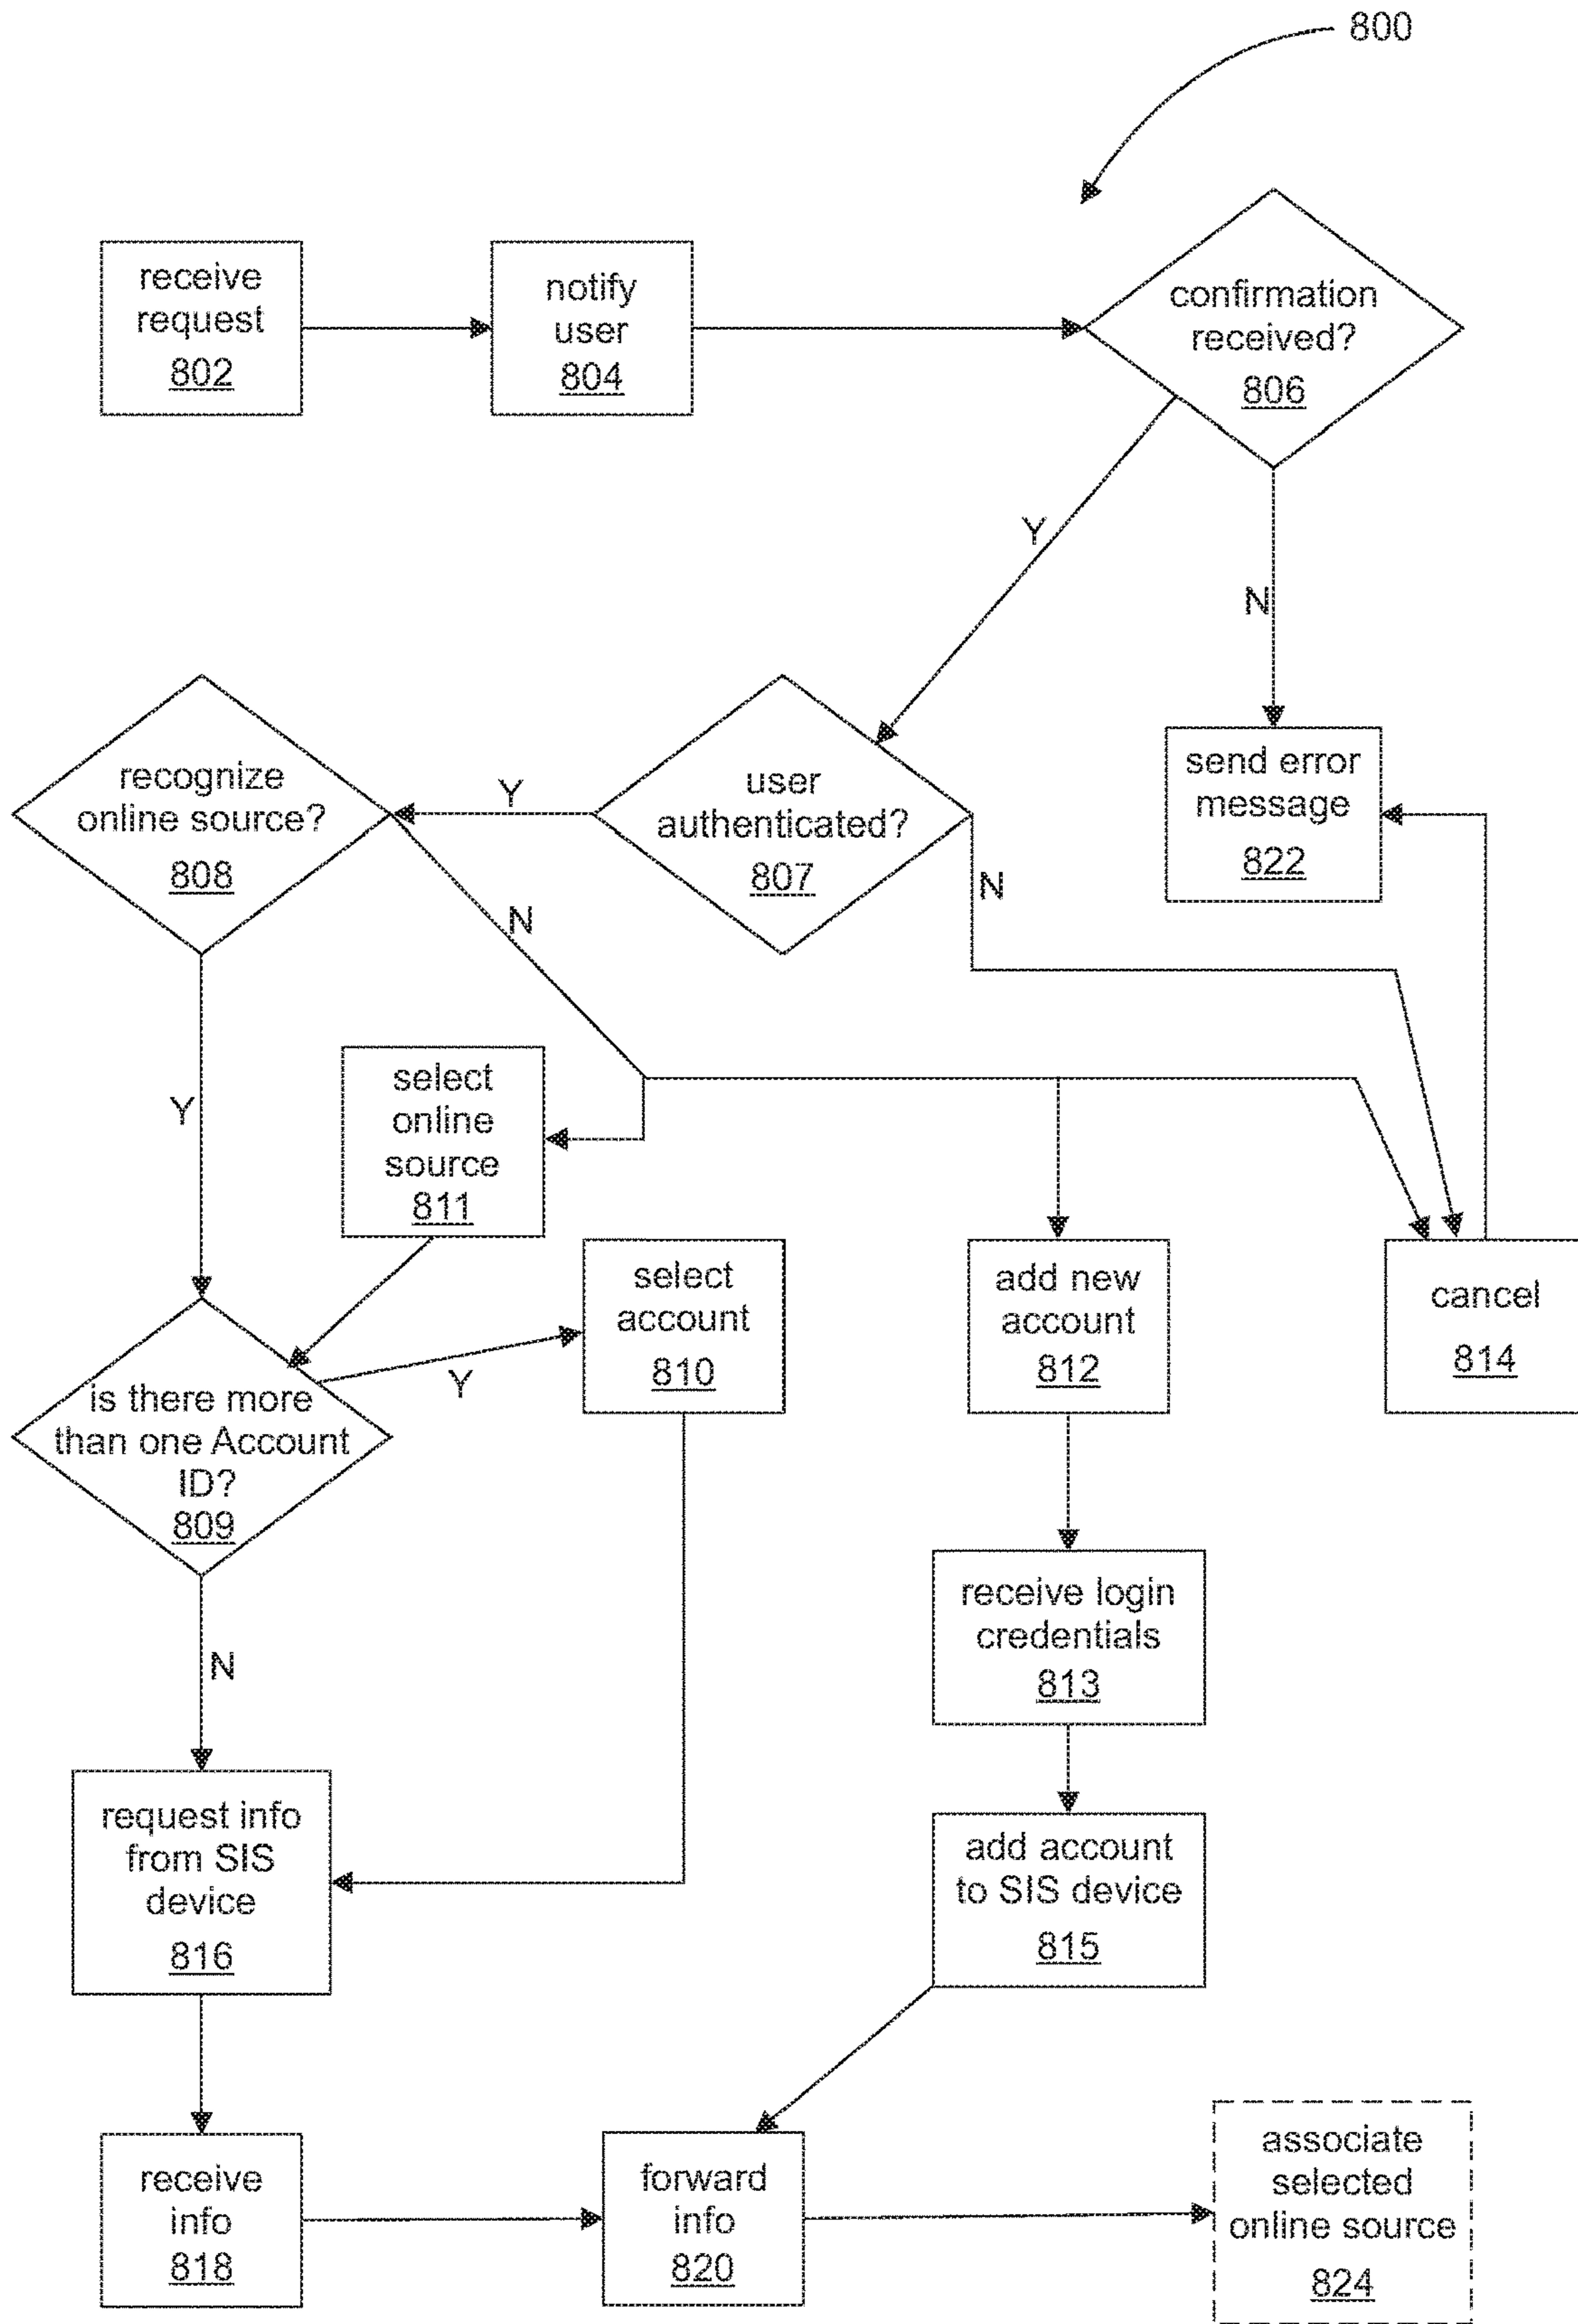 800
receive
request
802
notify
user
804
confirmation
received?
806
Y
N
recognize
online source?
808
Y
user
authenticated?
807
N
send error
message
822
N
Y
select
online
source
811
select
account
810
Y
add new
account
812
cancel
814
is there more
than one Account
ID?
809
N
receive login
credentials
813
request info
from SIS
device
816
add account
to SIS device
815
receive
info
818
forward
info
820
associate
selected
online source
824